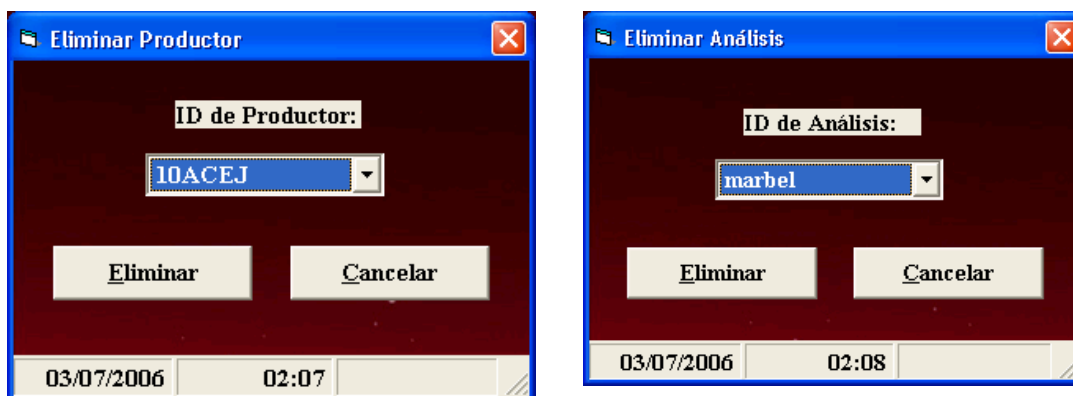 Eliminar Productor
ID de Productor:
10ACEJ
Eliminar Cancelar
03/07/2006 02:07
Eliminar Análisis
ID de Análisis:
marbel
Eliminar Cancelar
03/07/2006 02:08